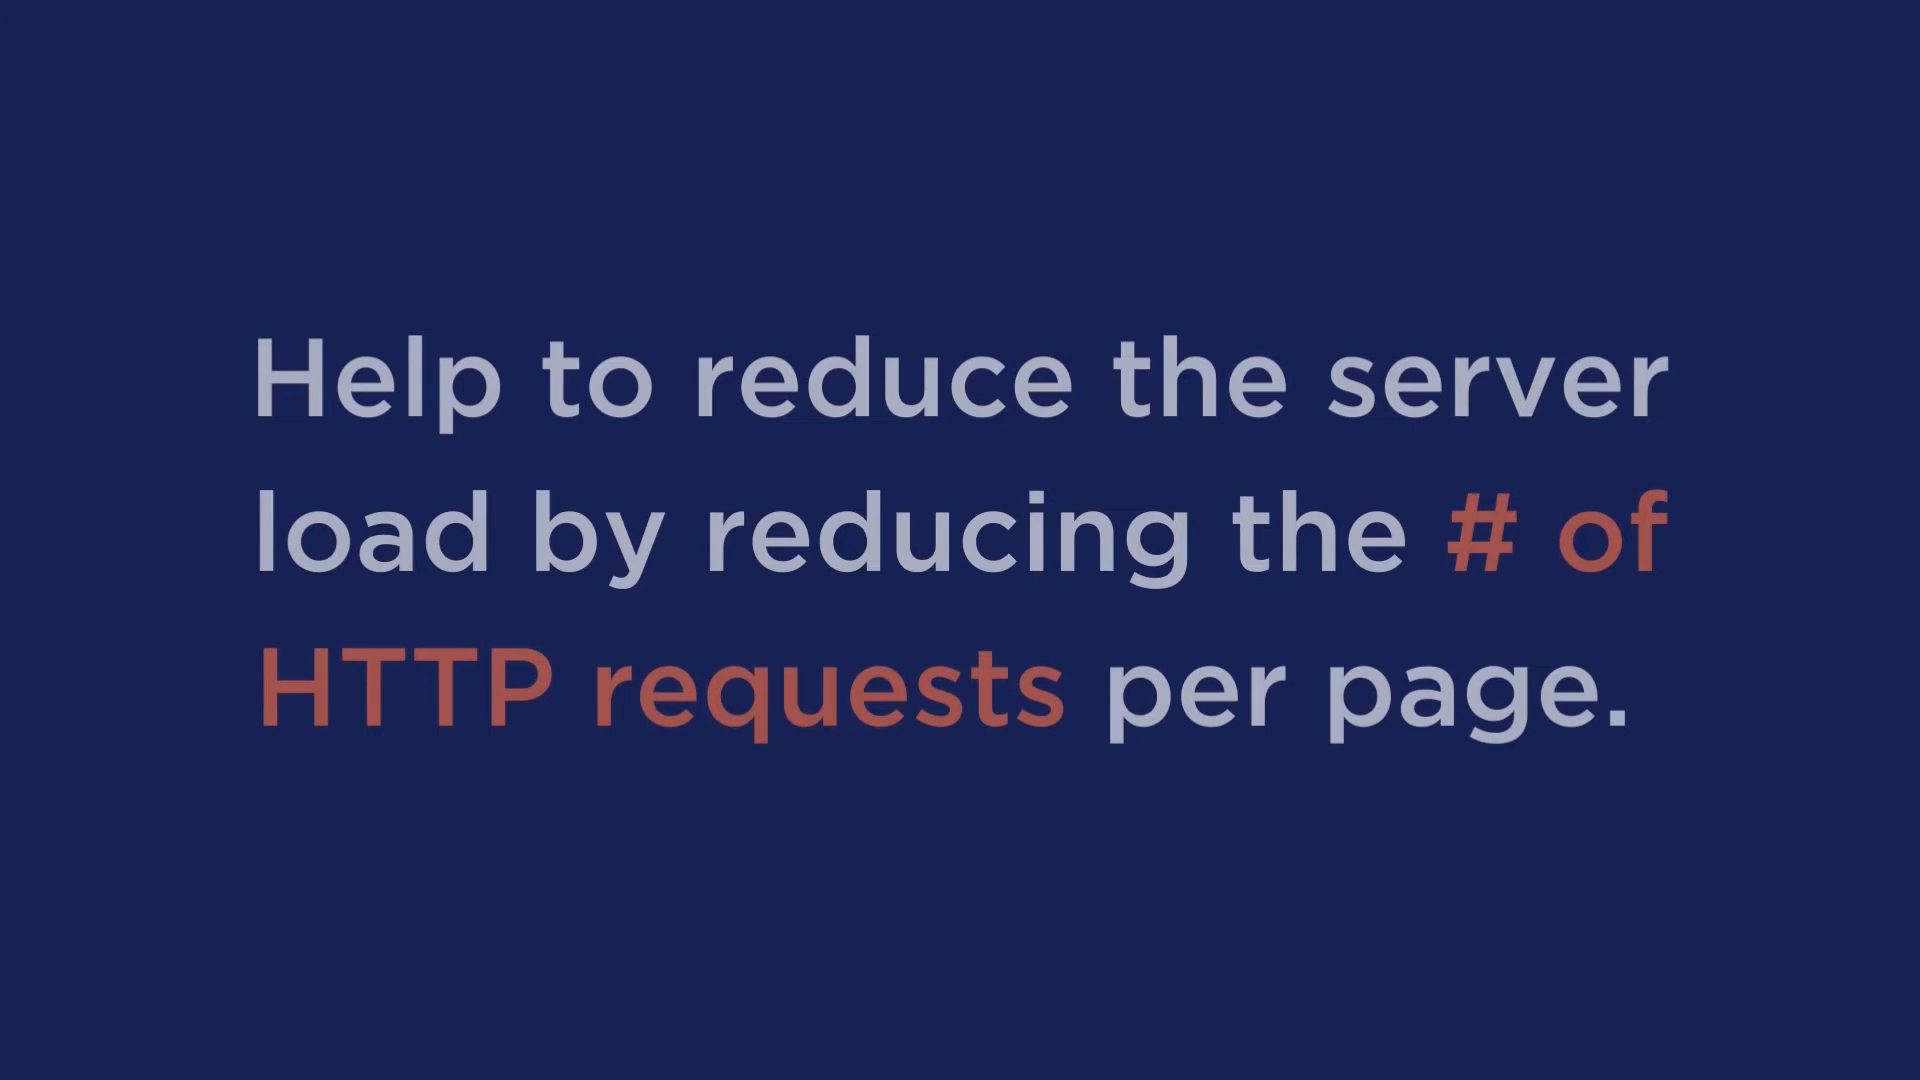 Help to reduce the server
load by reducing the # of
HTTP requests per page.